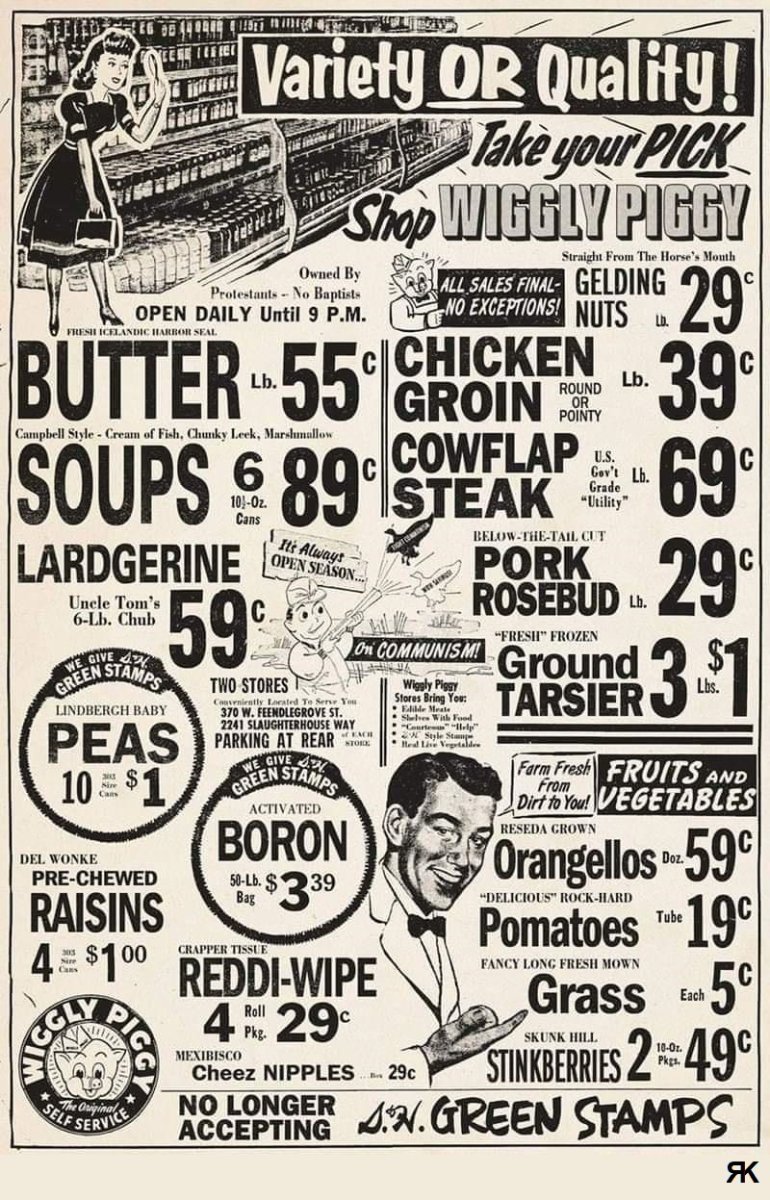 Variety OR Quality!
Take your PICK
Shop WIGGLY PIGGY
Owned By
Protestants - No Baptists
OPEN DAILY Until 9 P.M.
Straight From The Horse's Mouth
ALL SALES FINAL-
NO EXCEPTIONS!
GELDING
NUTS Lb. 29c
FRESH ICELANDIC HARBOR SEAL
BUTTER Lb. 55c
CHICKEN
GROIN
ROUND
OR
POINTY
Lb. 39c
Campbell Style - Cream of Fish, Chunky Leek, Marshmallow
SOUPS 6
10½-Oz.
Cans
89c
COWFLAP
STEAK
U.S.
Gov't
Grade
"Utility"
Lb. 69c
LARDGERINE
Uncle Tom's
6-Lb. Chub
59c
It's Always
OPEN SEASON...
On COMMUNISM!
BELOW-THE-TAIL CUT
PORK
ROSEBUD Lb. 29c
"FRESH" FROZEN
Ground
TARSIER 3 Lbs. $1
WE GIVE S.&H.
GREEN STAMPS
LINDBERGH BABY
PEAS
10
303
Size
Cans
$1
TWO STORES
Conveniently Located To Serve You
370 W. FEENDLEGROVE ST.
2241 SLAUGHTERHOUSE WAY
PARKING AT REAR of EACH
STORE
Wiggly Piggy
Stores Bring You:
• Edible Meats
• Shelves With Food
• "Courteous" "Help"
• S&H Style Stamps
• Real Live Vegetables
WE GIVE S.&H.
GREEN STAMPS
ACTIVATED
BORON
50-Lb.
Bag
$3.39
Farm Fresh
From
Dirt to You!
FRUITS AND
VEGETABLES
RESEDA GROWN
Orangellos Doz. 59c
"DELICIOUS" ROCK-HARD
Pomatoes Tube 19c
FANCY LONG FRESH MOWN
Grass Each 5c
SKUNK HILL
STINKBERRIES 2
10-Oz.
Pkgs.
49c
DEL WONKE
PRE-CHEWED
RAISINS
4
303
Size
Cans
$1.00
CRAPPER TISSUE
REDDI-WIPE
4
Roll
Pkg.
29c
MEXIBISCO
Cheez NIPPLES ...Box 29c
WIGGLY PIGGY
The Original
SELF SERVICE
NO LONGER
ACCEPTING
S.&H. GREEN STAMPS
RK